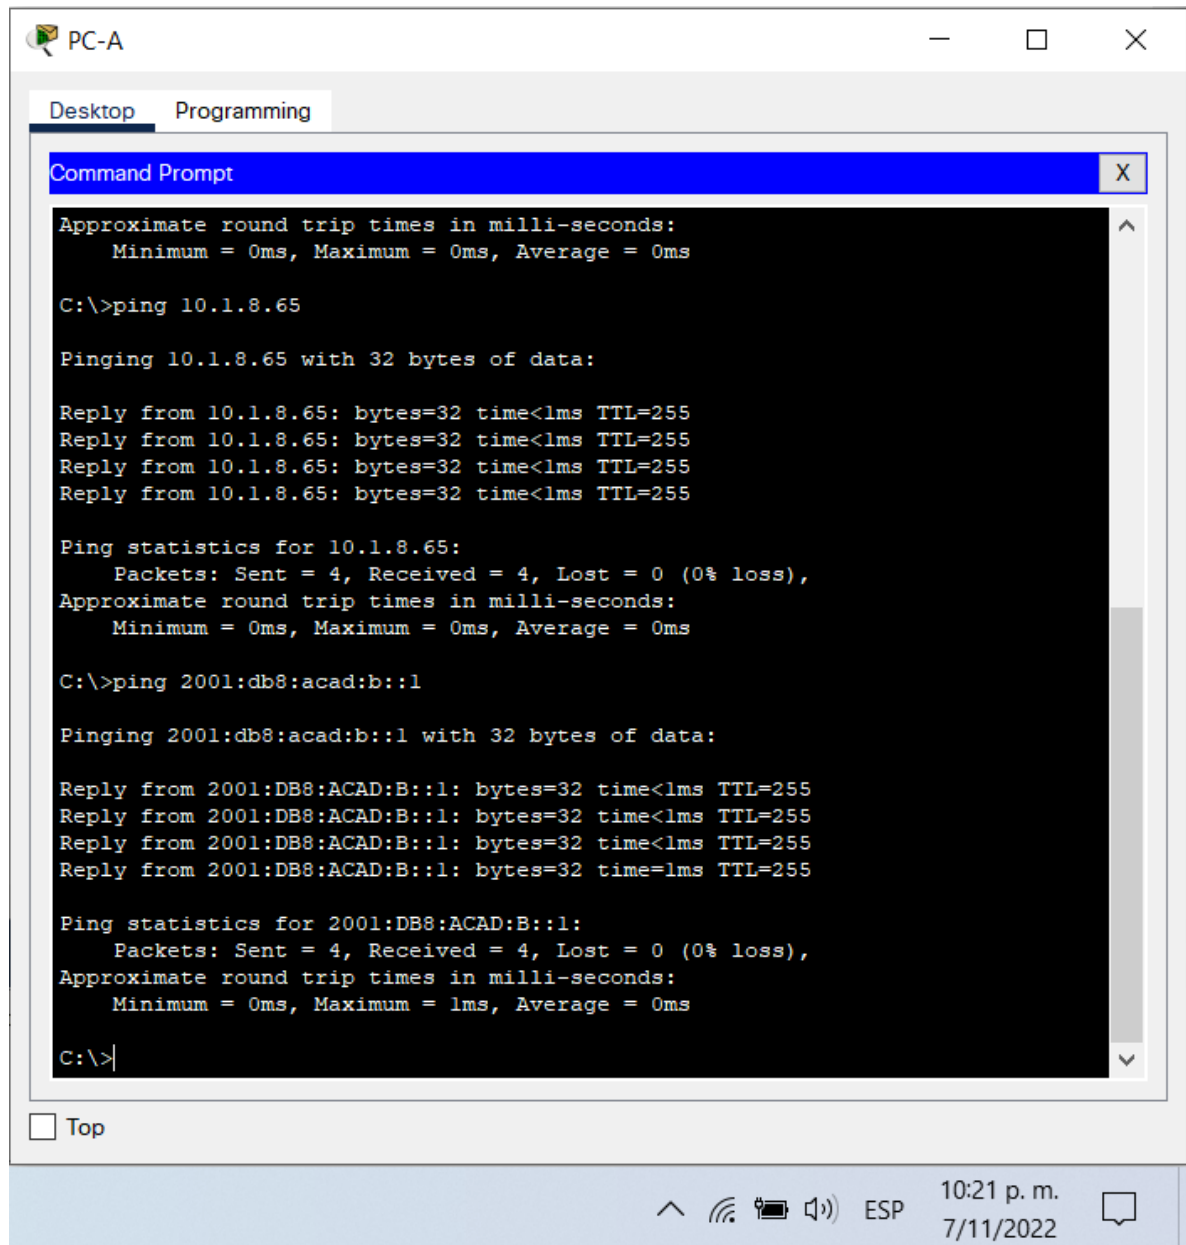 PC-A
Desktop Programming
Command Prompt X
Approximate round trip times in milli-seconds:
    Minimum = 0ms, Maximum = 0ms, Average = 0ms
C:\>ping 10.1.8.65
Pinging 10.1.8.65 with 32 bytes of data:
Reply from 10.1.8.65: bytes=32 time<1ms TTL=255
Reply from 10.1.8.65: bytes=32 time<1ms TTL=255
Reply from 10.1.8.65: bytes=32 time<1ms TTL=255
Reply from 10.1.8.65: bytes=32 time<1ms TTL=255
Ping statistics for 10.1.8.65:
    Packets: Sent = 4, Received = 4, Lost = 0 (0% loss),
Approximate round trip times in milli-seconds:
    Minimum = 0ms, Maximum = 0ms, Average = 0ms
C:\>ping 2001:db8:acad:b::1
Pinging 2001:db8:acad:b::1 with 32 bytes of data:
Reply from 2001:DB8:ACAD:B::1: bytes=32 time<1ms TTL=255
Reply from 2001:DB8:ACAD:B::1: bytes=32 time<1ms TTL=255
Reply from 2001:DB8:ACAD:B::1: bytes=32 time<1ms TTL=255
Reply from 2001:DB8:ACAD:B::1: bytes=32 time=1ms TTL=255
Ping statistics for 2001:DB8:ACAD:B::1:
    Packets: Sent = 4, Received = 4, Lost = 0 (0% loss),
Approximate round trip times in milli-seconds:
    Minimum = 0ms, Maximum = 1ms, Average = 0ms
C:\>
Top
ESP
10:21 p. m.
7/11/2022